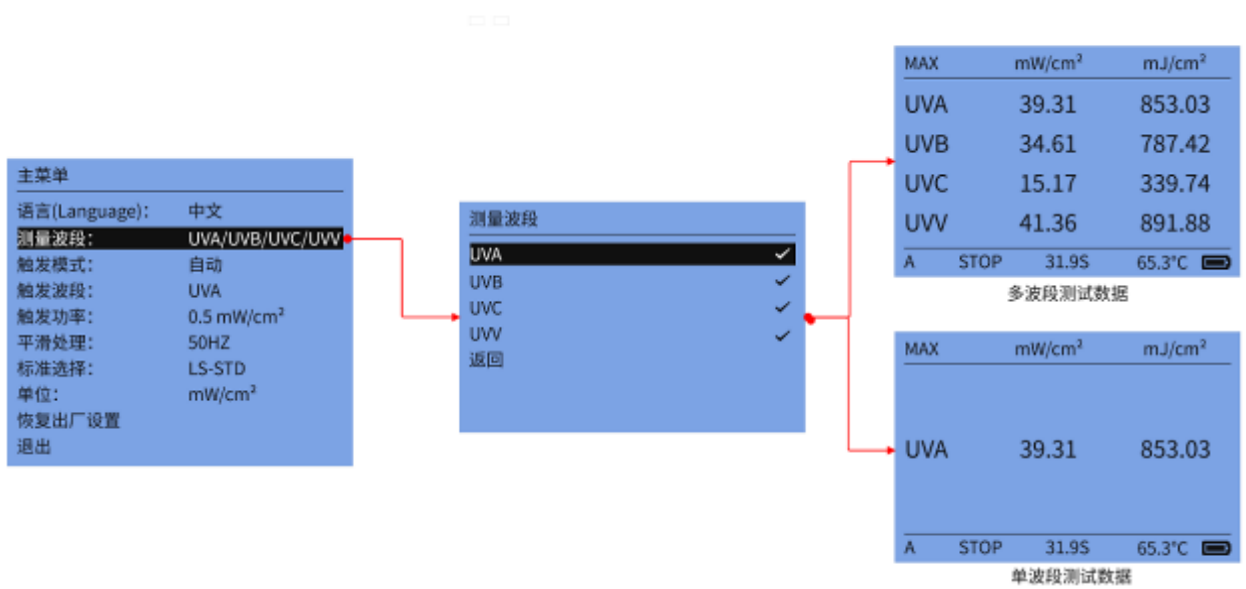 主菜单
语言(Language): 中文
测量波段: UVA/UVB/UVC/UVV
触发模式: 自动
触发波段: UVA
触发功率: 0.5 mW/cm²
平滑处理: 50HZ
标准选择: LS-STD
单位: mW/cm²
恢复出厂设置
退出
测量波段
UVA ✓
UVB ✓
UVC ✓
UVV ✓
返回
MAX mW/cm² mJ/cm²
UVA 39.31 853.03
UVB 34.61 787.42
UVC 15.17 339.74
UVV 41.36 891.88
A STOP 31.9S 65.3℃
多波段测试数据
MAX mW/cm² mJ/cm²
UVA 39.31 853.03
A STOP 31.9S 65.3℃
单波段测试数据